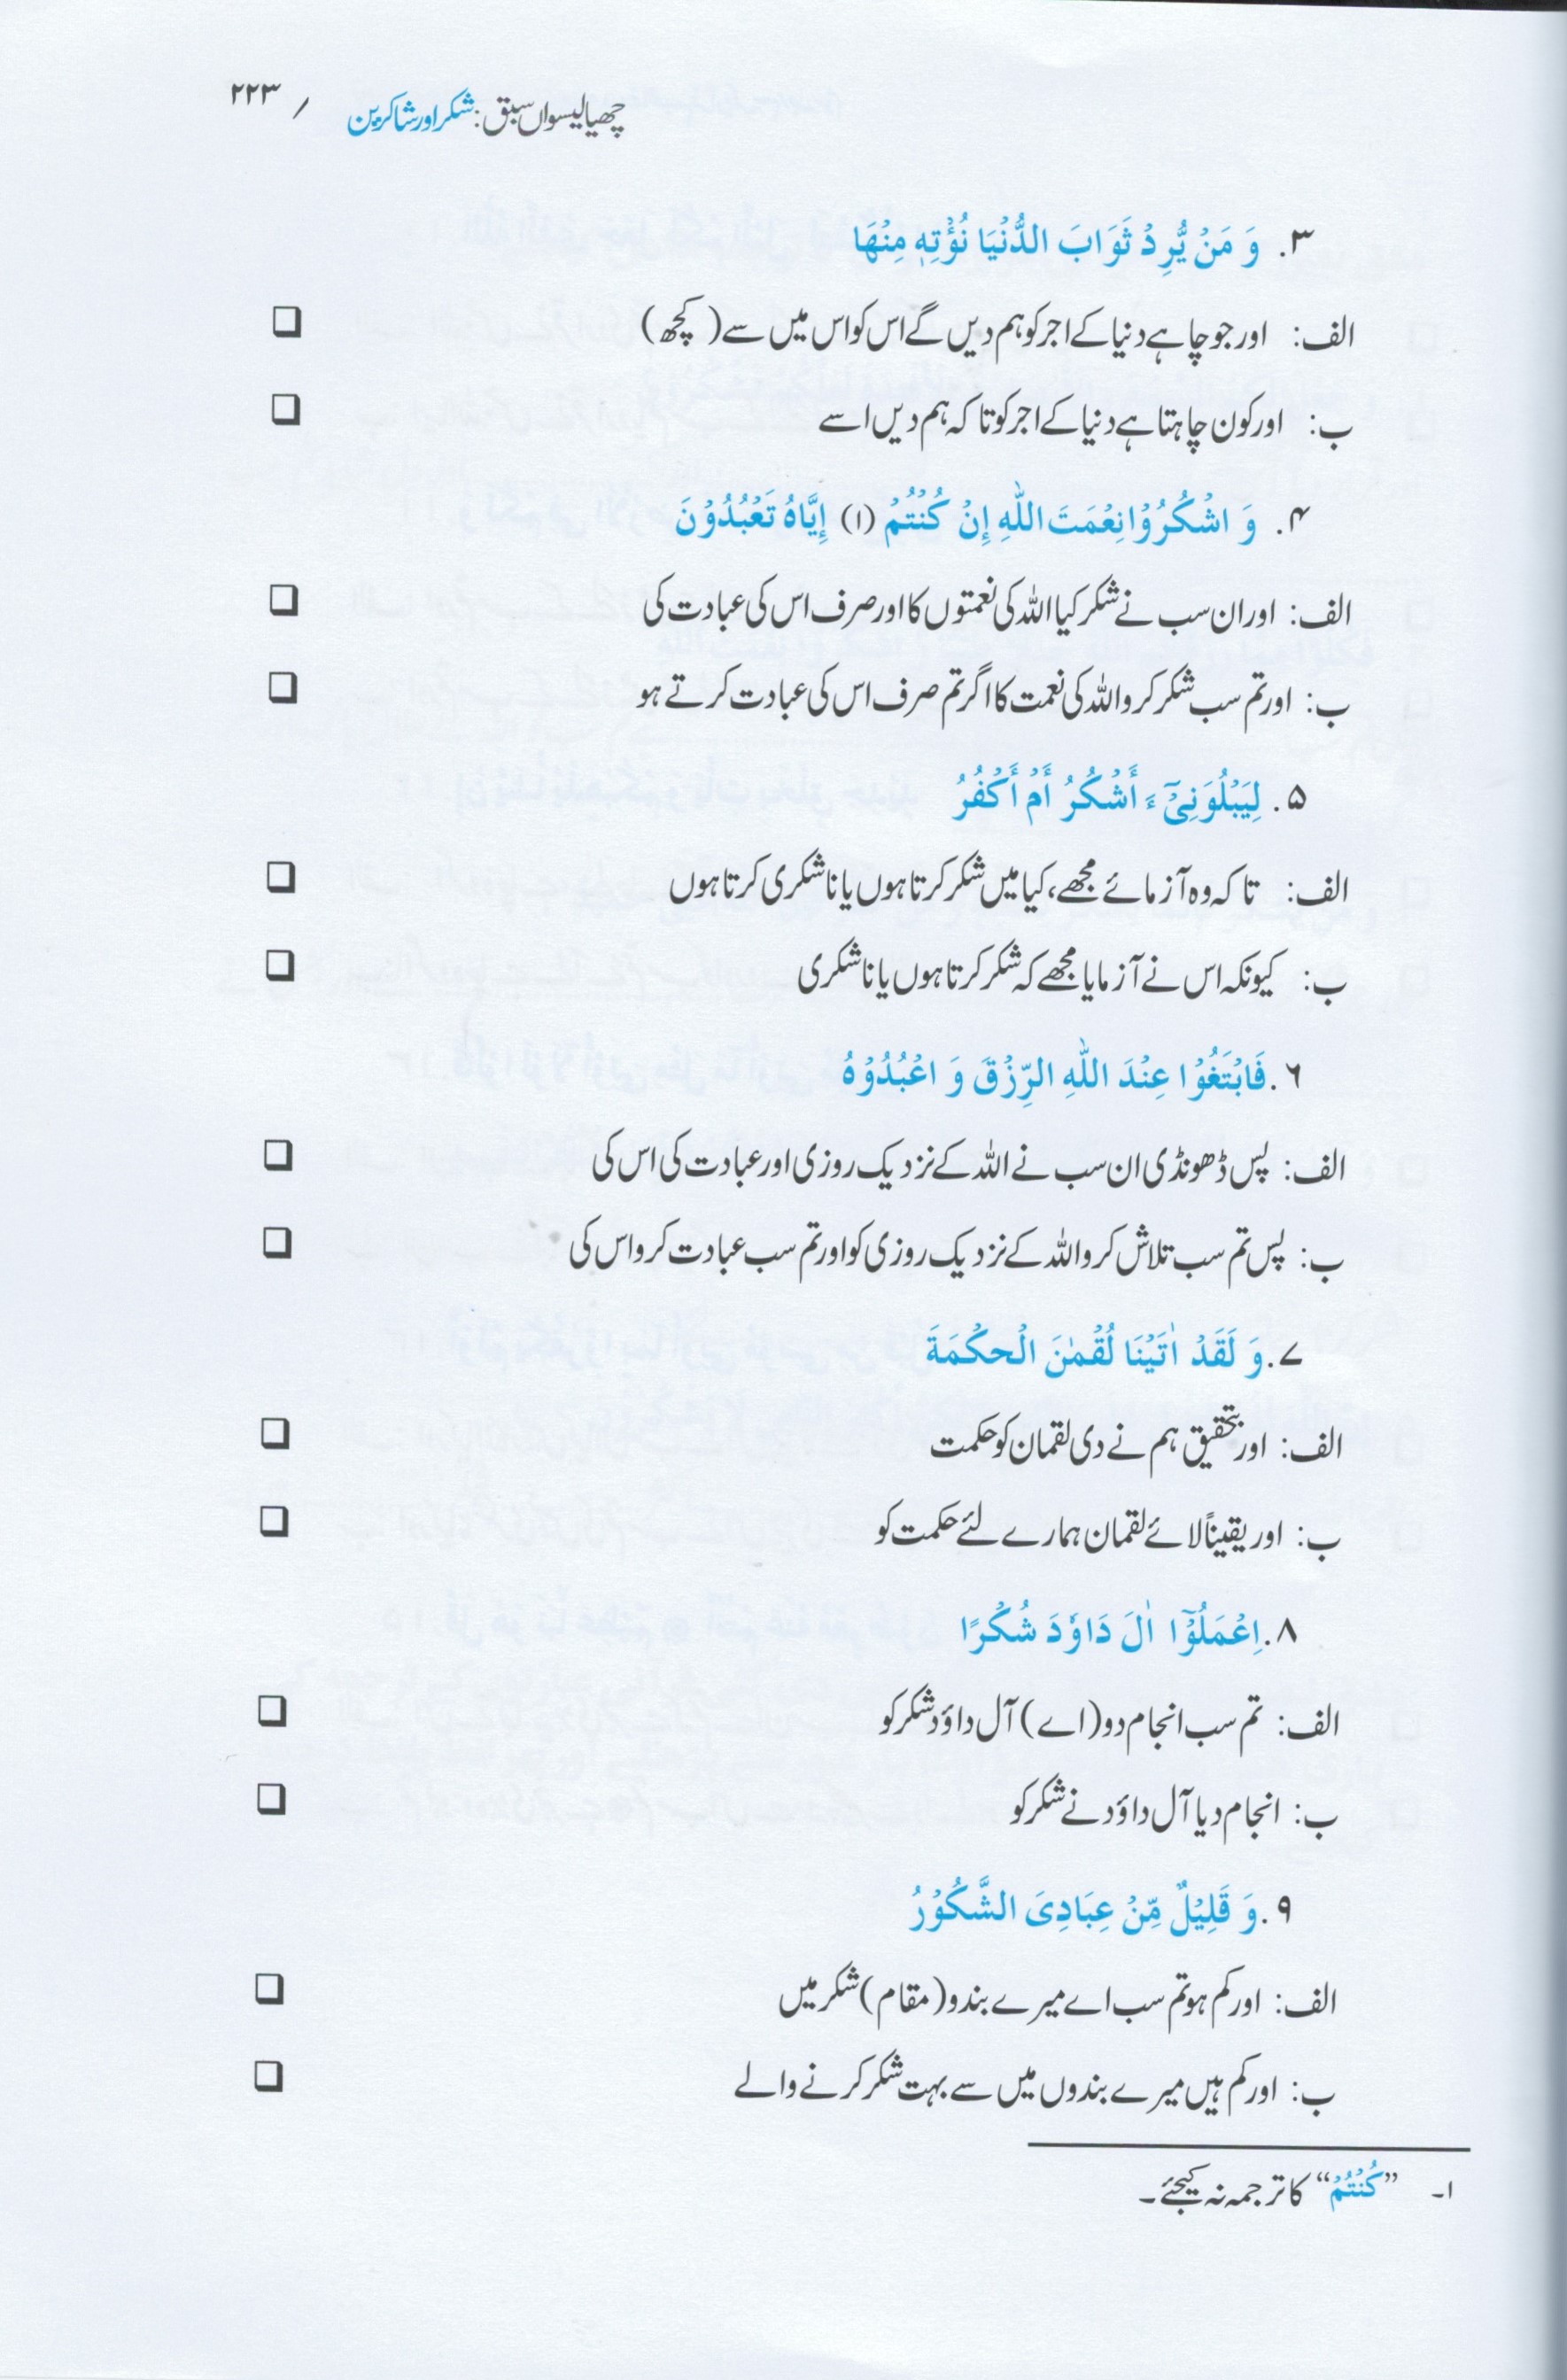 چھیالیسواں سبق: شکر اور شاکرین / ۲۲۳
۳. وَ مَنْ یُّرِدْ ثَوَابَ الدُّنْیَا نُؤْتِهٖ مِنْهَا
الف: اور جو چاہے دنیا کے اجر کو ہم دیں گے اس کو اس میں سے (کچھ)
ب: اور کون چاہتا ہے دنیا کے اجر کو تا کہ ہم دیں اسے
۴. وَ اشْكُرُوْا نِعْمَتَ اللّٰهِ إِنْ كُنْتُمْ (۱) إِیَّاهُ تَعْبُدُوْنَ
الف: اور ان سب نے شکر کیا اللہ کی نعمتوں کا اور صرف اس کی عبادت کی
ب: اور تم سب شکر کرو اللہ کی نعمت کا اگر تم صرف اس کی عبادت کرتے ہو
۵. لِیَبْلُوَنِیْٓ ءَ أَشْكُرُ أَمْ أَكْفُرُ
الف: تا کہ وہ آزمائے مجھے، کیا میں شکر کرتا ہوں یا ناشکری کرتا ہوں
ب: کیونکہ اس نے آزمایا مجھے کہ شکر کرتا ہوں یا ناشکری
۶. فَابْتَغُوْا عِنْدَ اللّٰهِ الرِّزْقَ وَ اعْبُدُوْهُ
الف: پس ڈھونڈی ان سب نے اللہ کے نزدیک روزی اور عبادت کی اس کی
ب: پس تم سب تلاش کرو اللہ کے نزدیک روزی کو اور تم سب عبادت کرو اس کی
۷. وَ لَقَدْ اٰتَیْنَا لُقْمٰنَ الْحكْمَةَ
الف: اور بتحقیق ہم نے دی لقمان کو حکمت
ب: اور یقیناً لائے لقمان ہمارے لئے حکمت کو
۸. اِعْمَلُوْٓا اٰلَ دَاوٗدَ شُكْرًا
الف: تم سب انجام دو (اے) آل داؤد شکر کو
ب: انجام دیا آل داؤد نے شکر کو
۹. وَ قَلِیْلٌ مِّنْ عِبَادِیَ الشَّكُوْرُ
الف: اور کم ہو تم سب اے میرے بندو (مقام) شکر میں
ب: اور کم ہیں میرے بندوں میں سے بہت شکر کرنے والے
۱۔ ”كُنْتُمْ“ کا ترجمہ نہ کیجئے۔